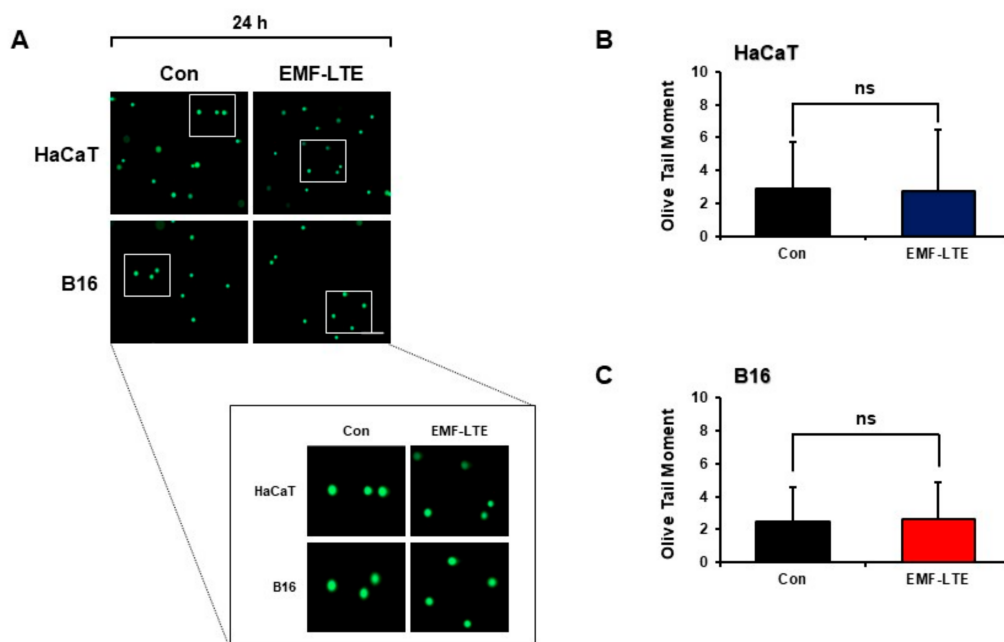 A
24 h
Con EMF-LTE
HaCaT
B16
Con EMF-LTE
HaCaT
B16
B HaCaT
Olive Tail Moment
10
8
6
4
2
0
ns
Con EMF-LTE
C B16
Olive Tail Moment
10
8
6
4
2
0
ns
Con EMF-LTE